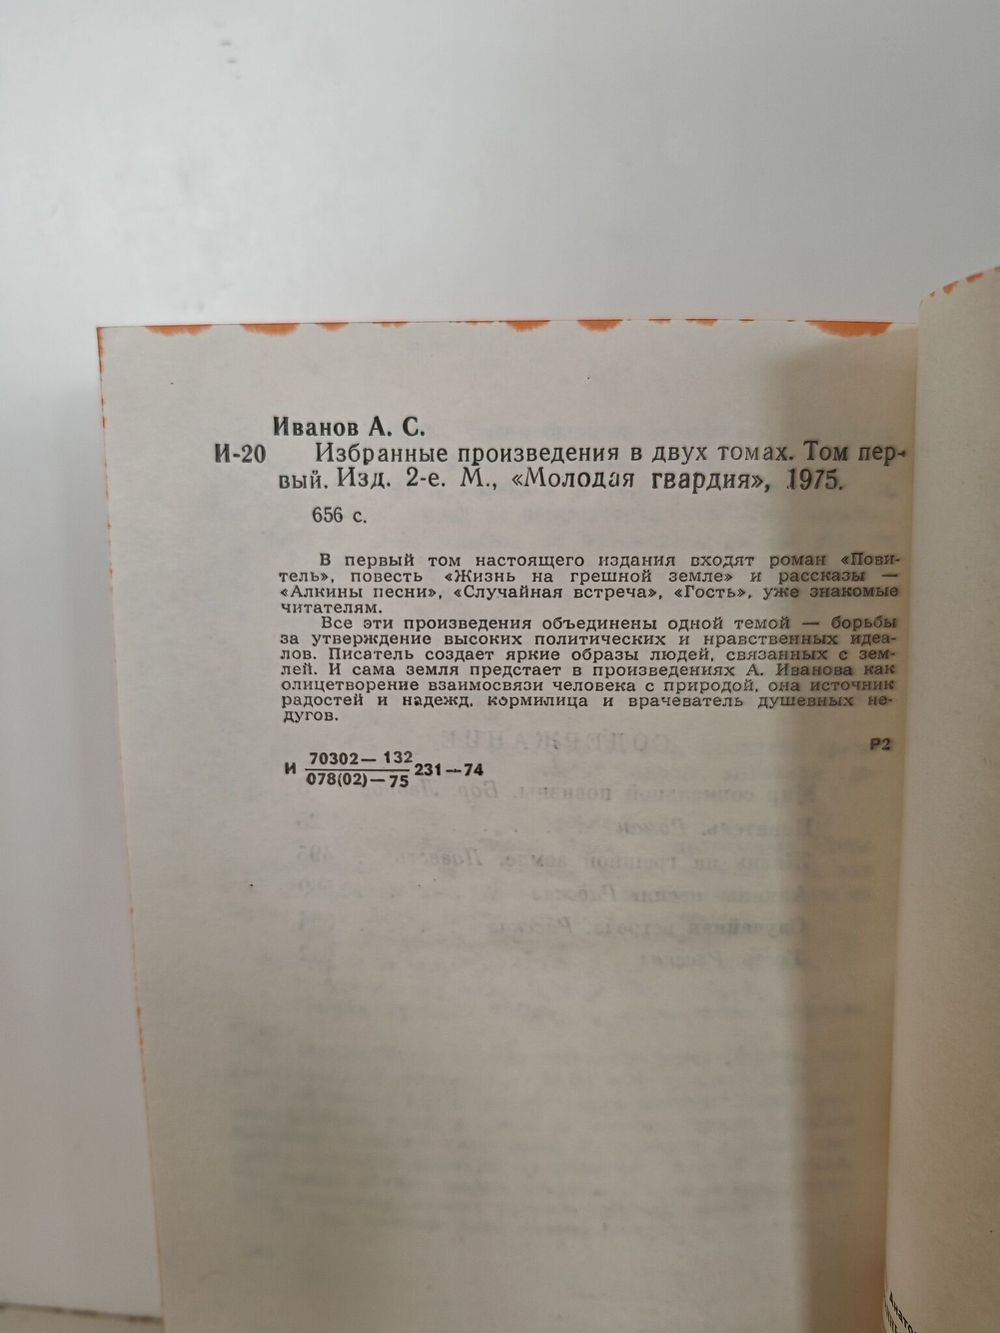 Иванов А. С.
И-20 Избранные произведения в двух томах. Том пер-
вый. Изд. 2-е. М., «Молодая гвардия», 1975.
656 с.
В первый том настоящего издания входят роман «Пови-
тель», повесть «Жизнь на грешной земле» и рассказы —
«Алкины песни», «Случайная встреча», «Гость», уже знакомые
читателям.
Все эти произведения объединены одной темой — борьбы
за утверждение высоких политических и нравственных идеа-
лов. Писатель создает яркие образы людей, связанных с зем-
лей. И сама земля предстает в произведениях А. Иванова как
олицетворение взаимосвязи человека с природой, она источник
радостей и надежд, кормилица и врачеватель душевных не-
дугов.
Р2
И 70302—132
078(02)—75 231—74